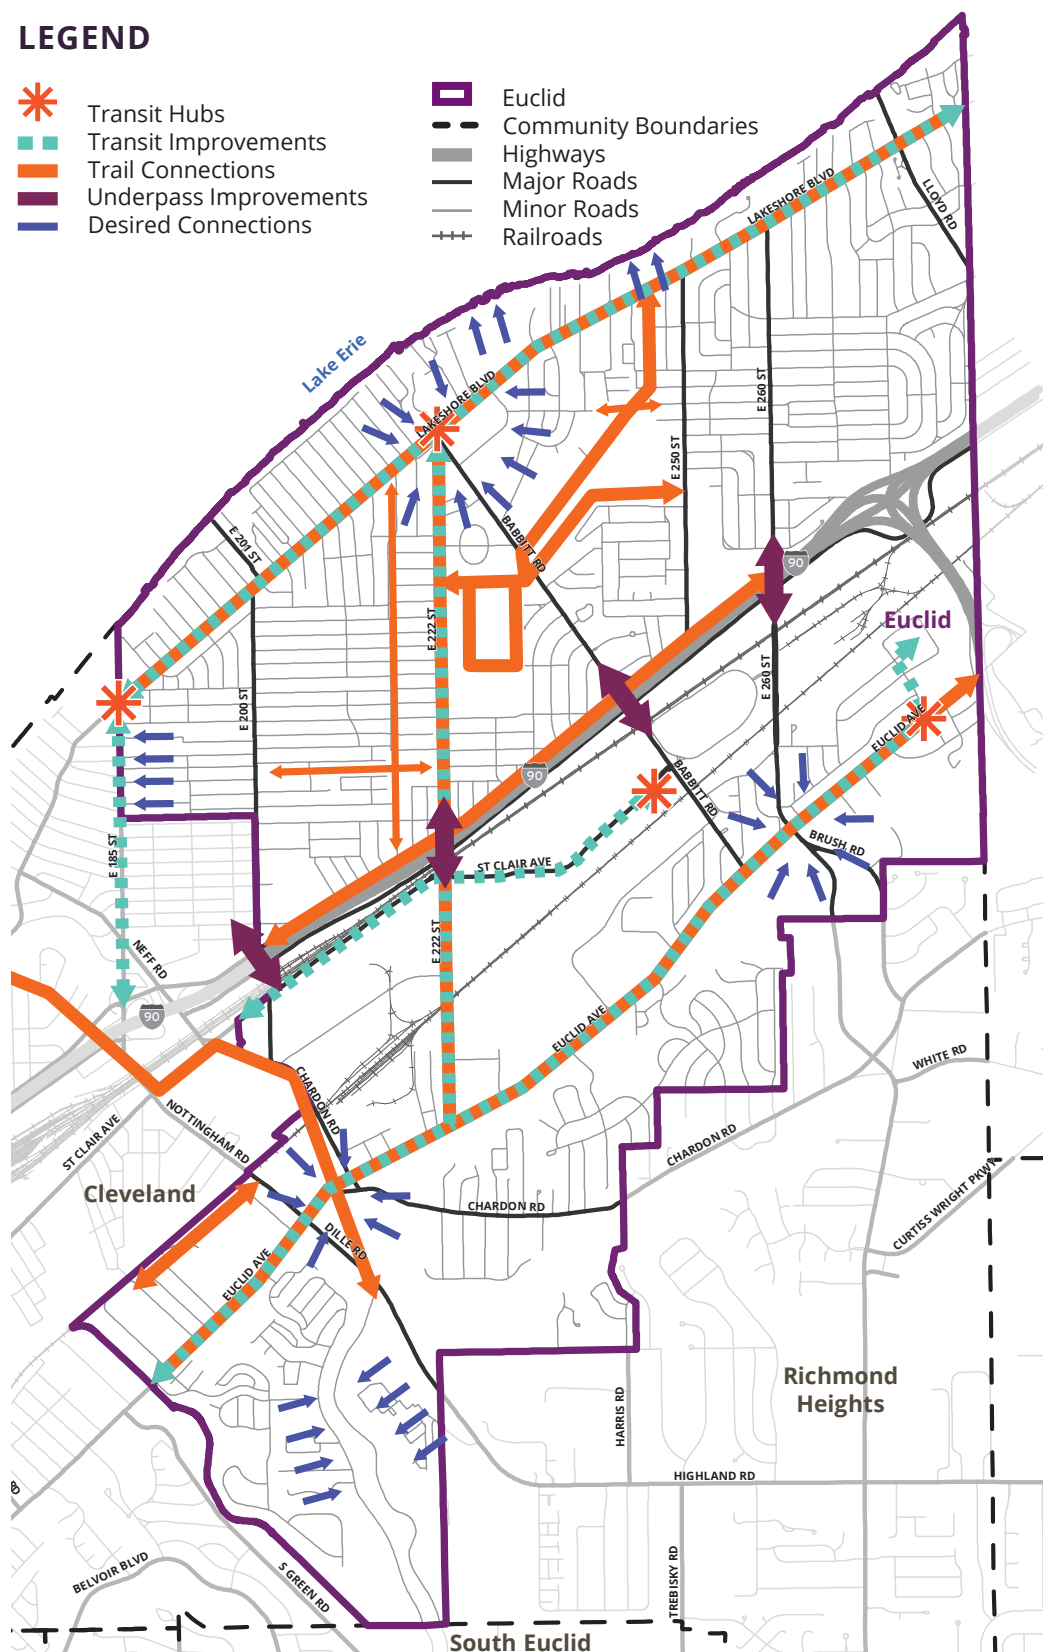 LEGEND
Transit Hubs
Transit Improvements
Trail Connections
Underpass Improvements
Desired Connections
Euclid
Community Boundaries
Highways
Major Roads
Minor Roads
Railroads
LAKESHORE BLVD
LLOYD RD
Lake Erie
LAKESHORE BLVD
E 260 ST
E 250 ST
E 201 ST
BABBITT RD
90
Euclid
E 222 ST
E 260 ST
E 200 ST
EUCLID AVE
90
BABBITT RD
BRUSH RD
E 185 ST
ST CLAIR AVE
E 222 ST
NEFF RD
90
EUCLID AVE
WHITE RD
CHARDON RD
NOTTINGHAM RD
ST CLAIR AVE
CHARDON RD
CURTISS WRIGHT PKWY
Cleveland
CHARDON RD
DILLE RD
EUCLID AVE
Richmond
Heights
HARRIS RD
HIGHLAND RD
BELVOIR BLVD
S GREEN RD
TREBISKY RD
South Euclid